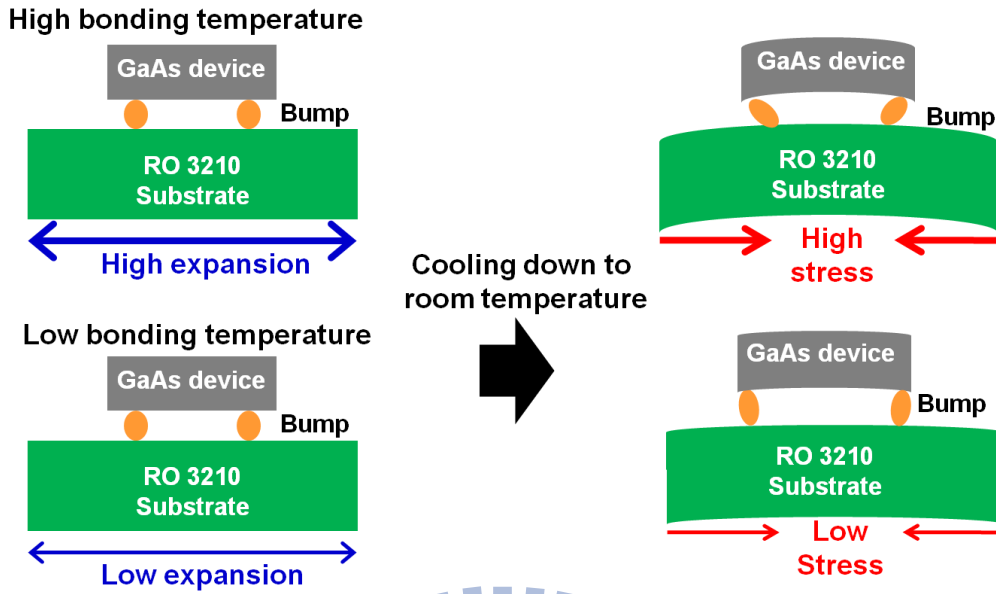 High bonding temperature
GaAs device
Bump
RO 3210
Substrate
High expansion
Low bonding temperature
GaAs device
Bump
RO 3210
Substrate
Low expansion
Cooling down to
room temperature
GaAs device
Bump
RO 3210
Substrate
High
stress
GaAs device
Bump
RO 3210
Substrate
Low
Stress